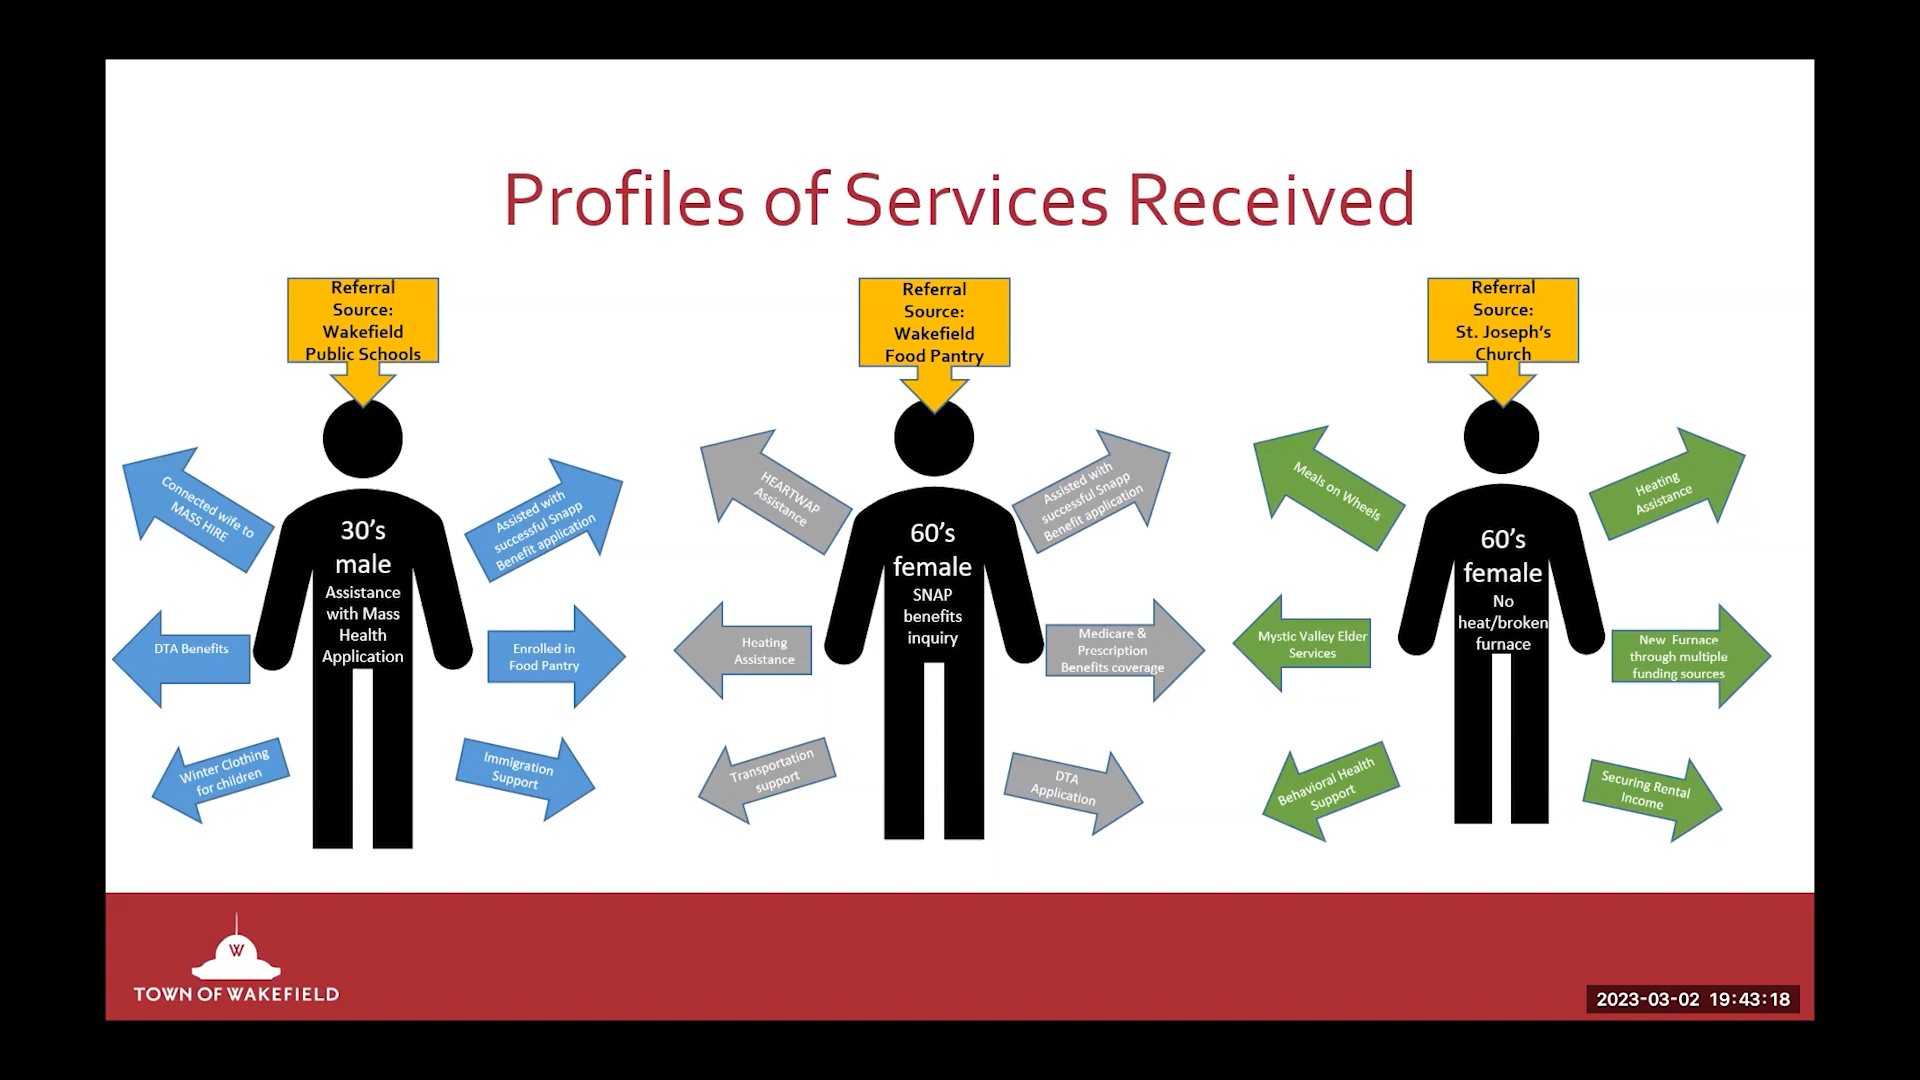 Profiles of Services Received
Referral
Source:
Wakefield
Public Schools
Connected wife to
MASS HIRE
Assisted with
successful Snapp
Benefit application
30's
male
Assistance
with Mass
Health
Application
DTA Benefits
Enrolled in
Food Pantry
Winter Clothing
for children
Immigration
Support
Referral
Source:
Wakefield
Food Pantry
HEARTWAP
Assistance
Assisted with
successful Snapp
Benefit application
60's
female
SNAP
benefits
inquiry
Heating
Assistance
Medicare &
Prescription
Benefits coverage
Transportation
support
DTA
Application
Referral
Source:
St. Joseph's
Church
Meals on Wheels
Heating
Assistance
60's
female
No
heat/broken
furnace
Mystic Valley Elder
Services
New Furnace
through multiple
funding sources
Behavioral Health
Support
Securing Rental
Income
W
TOWN OF WAKEFIELD
2023-03-02 19:43:18